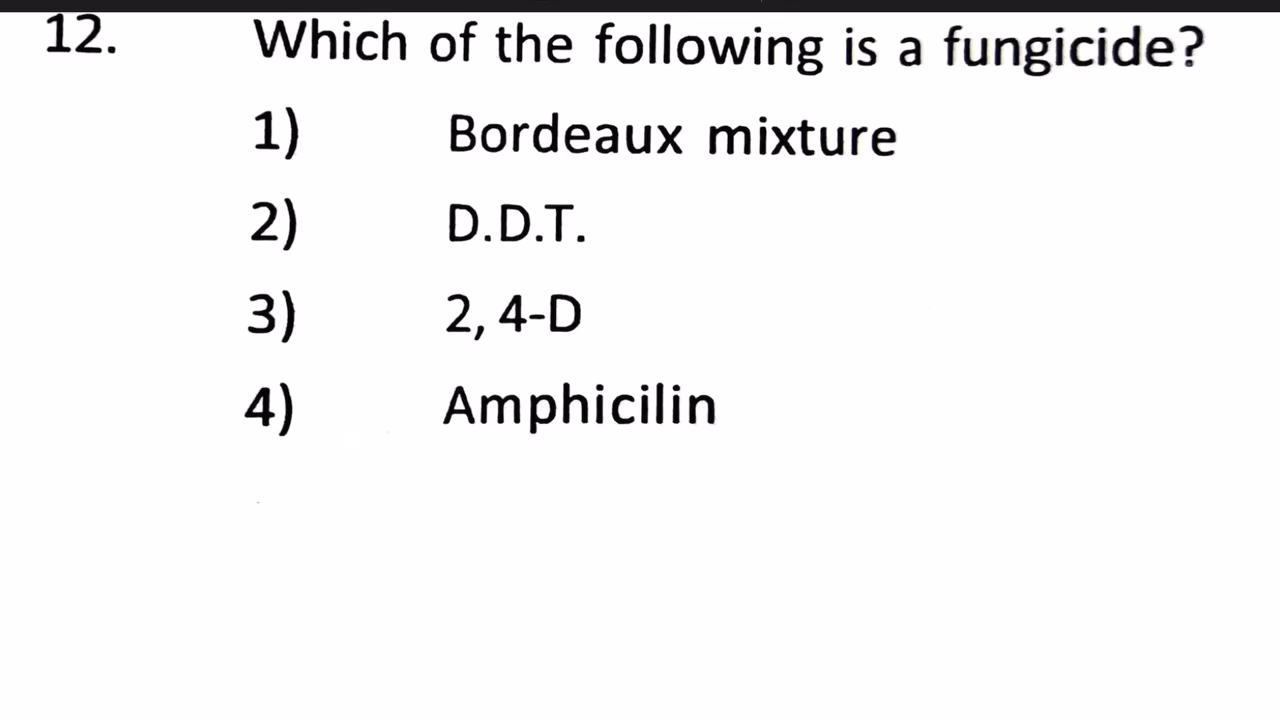 12. Which of the following is a fungicide?
1) Bordeaux mixture
2) D.D.T.
3) 2, 4-D
4) Amphicilin